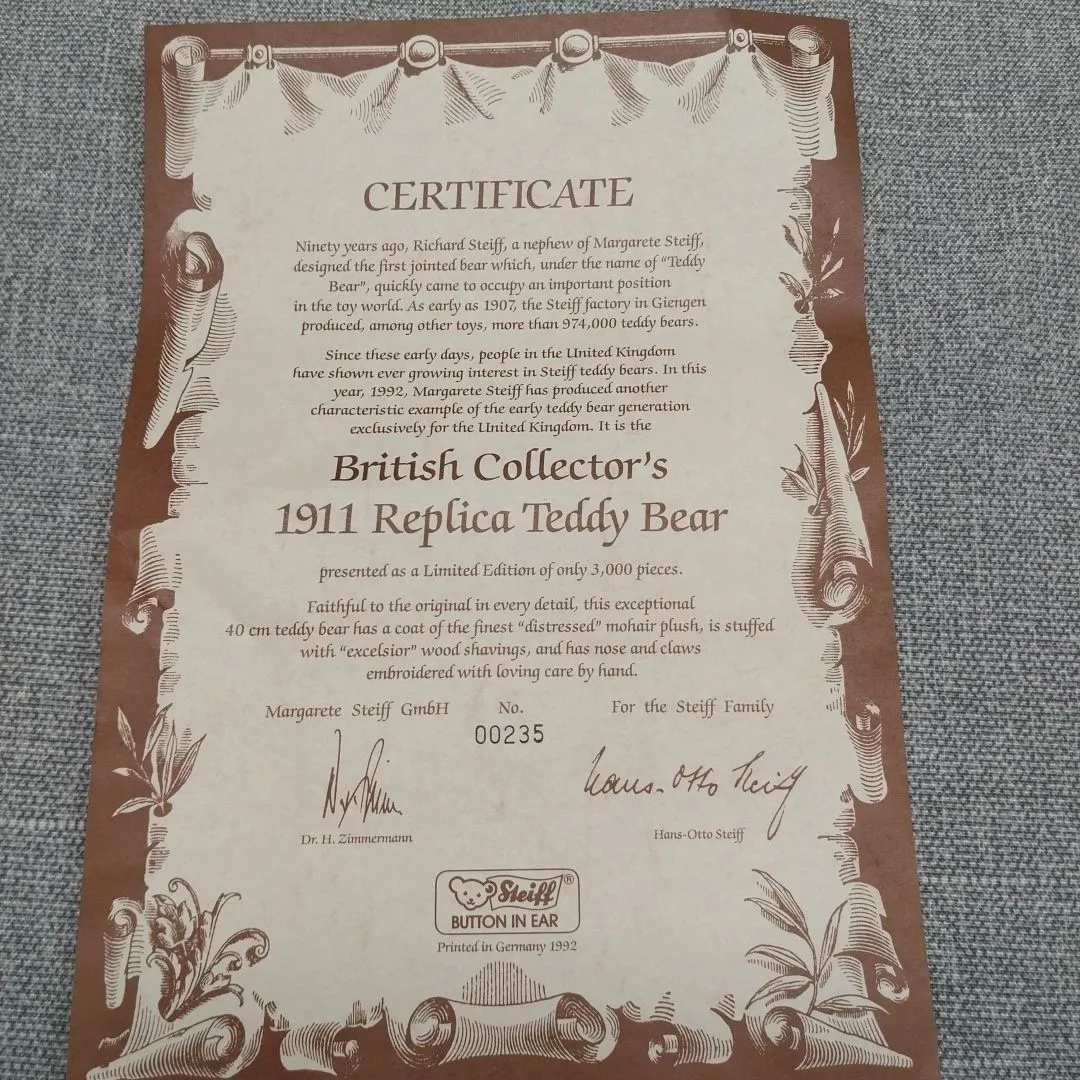 CERTIFICATE
Ninety years ago, Richard Steiff, a nephew of Margarete Steiff,
designed the first jointed bear which, under the name of “Teddy
Bear”, quickly came to occupy an important position
in the toy world. As early as 1907, the Steiff factory in Giengen
produced, among other toys, more than 974,000 teddy bears.
Since these early days, people in the United Kingdom
have shown ever growing interest in Steiff teddy bears. In this
year, 1992, Margarete Steiff has produced another
characteristic example of the early teddy bear generation
exclusively for the United Kingdom. It is the
British Collector's
1911 Replica Teddy Bear
presented as a Limited Edition of only 3,000 pieces.
Faithful to the original in every detail, this exceptional
40 cm teddy bear has a coat of the finest “distressed” mohair plush, is stuffed
with “excelsior” wood shavings, and has nose and claws
embroidered with loving care by hand.
Margarete Steiff GmbH No. For the Steiff Family
00235
Hans-Otto Steiff
Dr. H. Zimmermann Hans-Otto Steiff
Steiff®
BUTTON IN EAR
Printed in Germany 1992